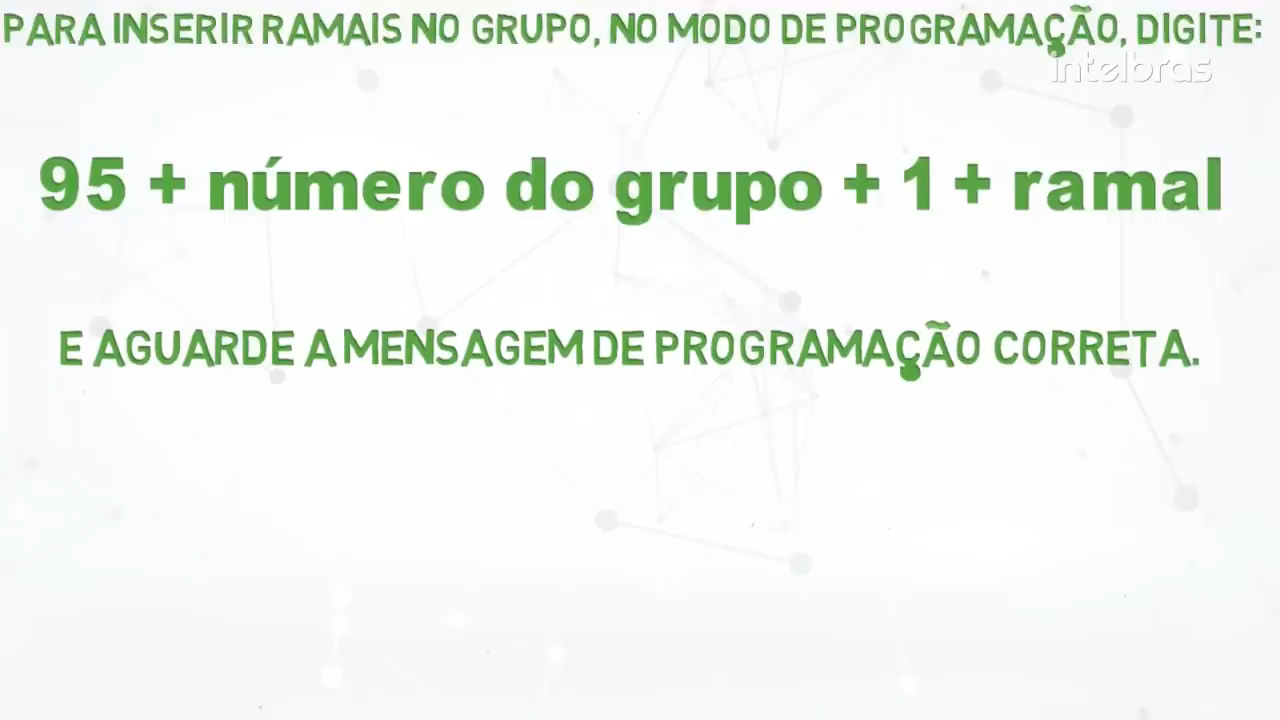 PARA INSERIR RAMAIS NO GRUPO, NO MODO DE PROGRAMAÇÃO, DIGITE:
intelbras
95 + número do grupo + 1 + ramal
E AGUARDE A MENSAGEM DE PROGRAMAÇÃO CORRETA.